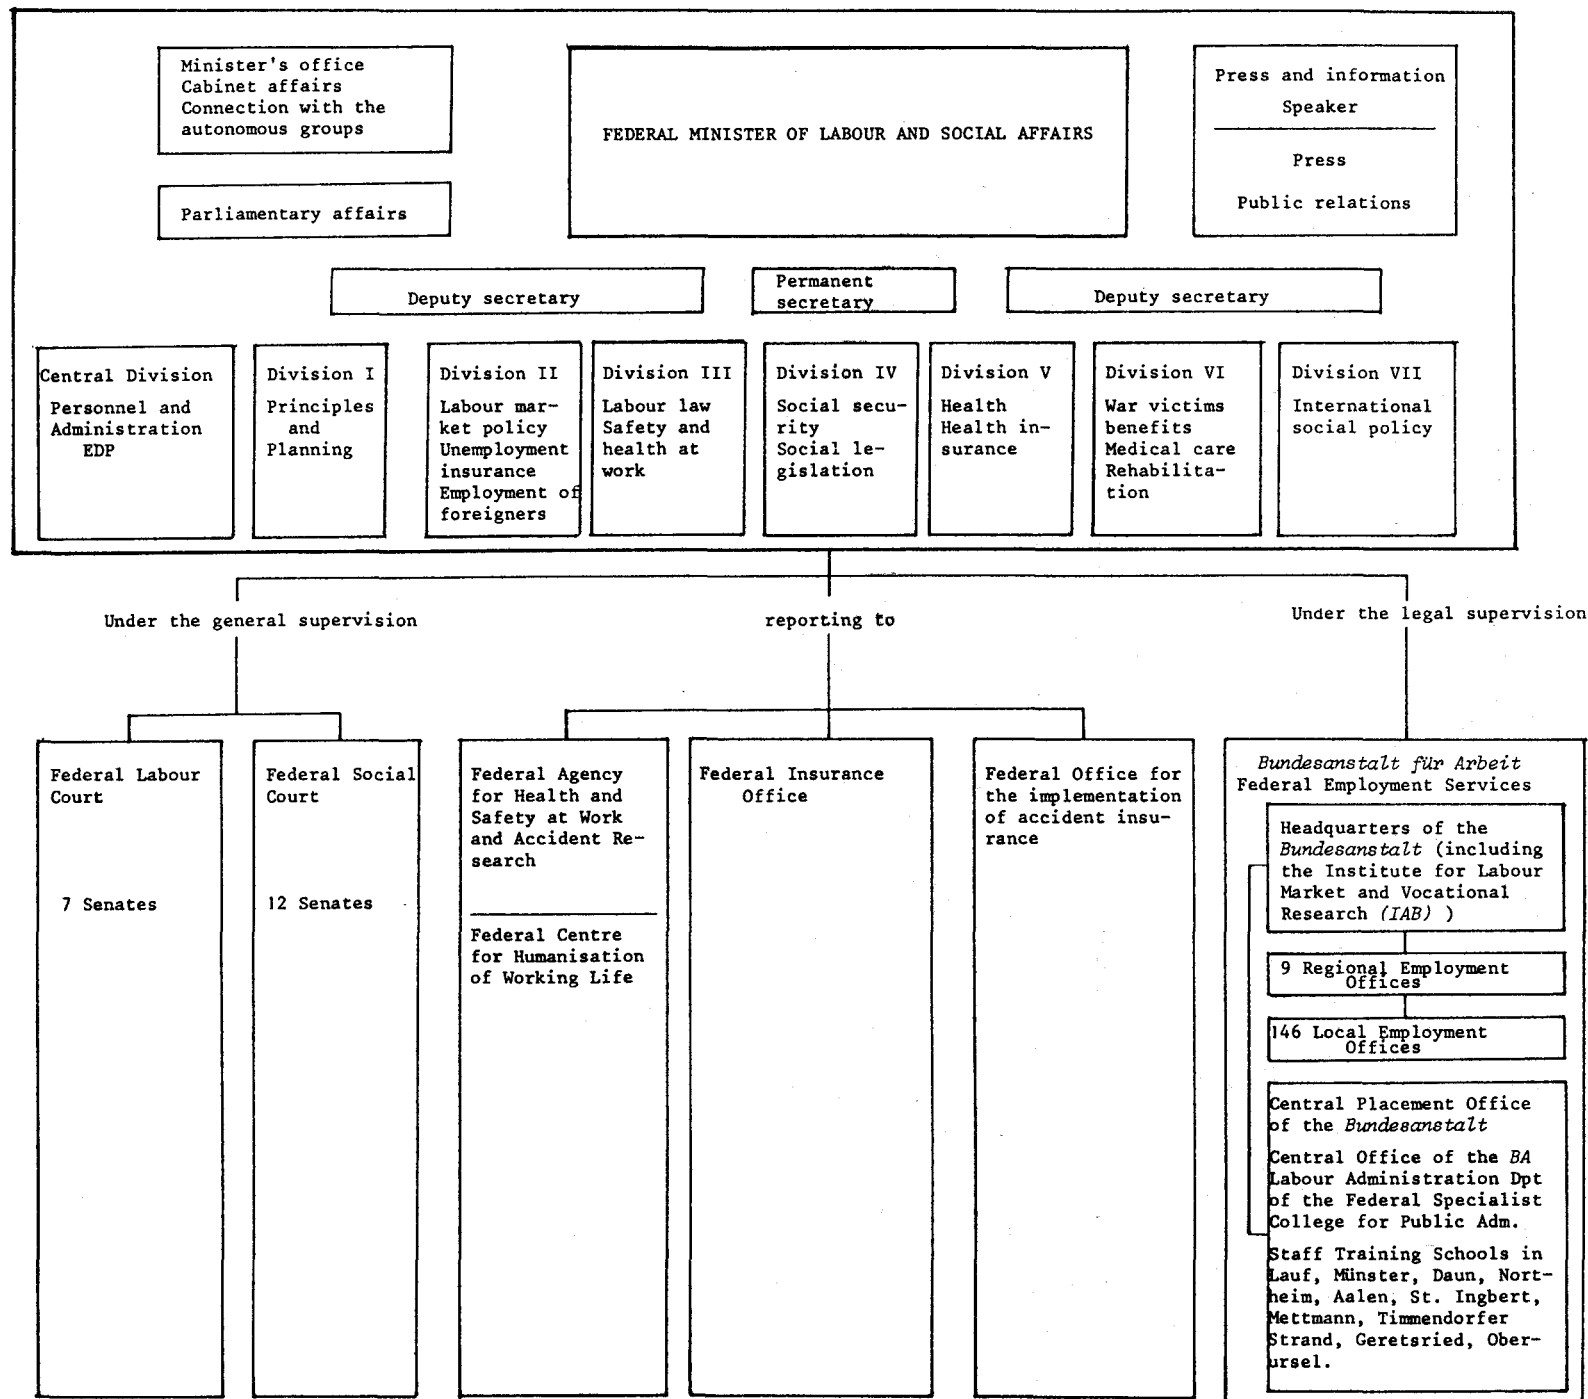 Minister's office
Cabinet affairs
Connection with the
autonomous groups
Parliamentary affairs
FEDERAL MINISTER OF LABOUR AND SOCIAL AFFAIRS
Press and information
Speaker
Press
Public relations
Deputy secretary
Permanent
secretary
Deputy secretary
Central Division
Personnel and
Administration
EDP
Division I
Principles
and
Planning
Division II
Labour mar-
ket policy
Unemployment
insurance
Employment of
foreigners
Division III
Labour law
Safety and
health at
work
Division IV
Social secu-
rity
Social le-
gislation
Division V
Health
Health in-
surance
Division VI
War victims
benefits
Medical care
Rehabilita-
tion
Division VII
International
social policy
Under the general supervision
reporting to
Under the legal supervision
Federal Labour
Court
7 Senates
Federal Social
Court
12 Senates
Federal Agency
for Health and
Safety at Work
and Accident Re-
search
Federal Centre
for Humanisation
of Working Life
Federal Insurance
Office
Federal Office for
the implementation
of accident insu-
rance
Bundesanstalt für Arbeit
Federal Employment Services
Headquarters of the
Bundesanstalt (including
the Institute for Labour
Market and Vocational
Research (IAB) )
9 Regional Employment
Offices
146 Local Employment
Offices
Central Placement Office
of the Bundesanstalt
Central Office of the BA
Labour Administration Dpt
of the Federal Specialist
College for Public Adm.
Staff Training Schools in
Lauf, Münster, Daun, Nort-
heim, Aalen, St. Ingbert,
Mettmann, Timmendorfer
Strand, Geretsried, Ober-
ursel.